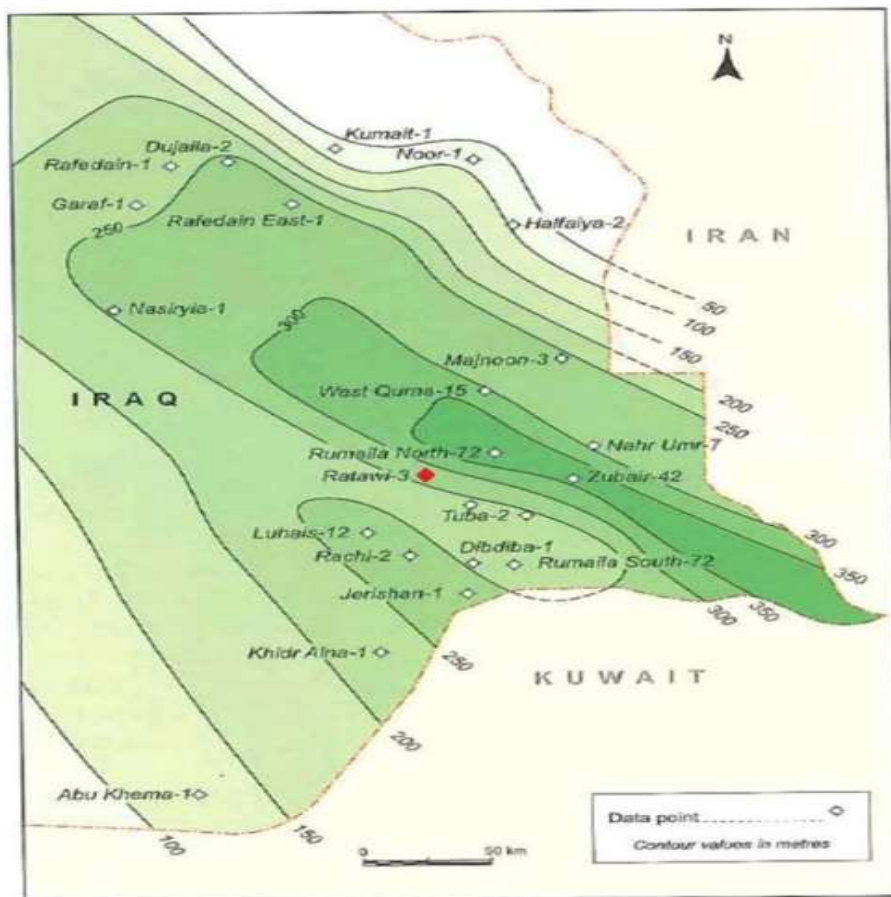 N
Kumait-1
Dujaila-2
Noor-1
Rafedain-1
Garaf-1
Rafedain East-1
Halfaiya-2
250
IRAN
Nasiryia-1
50
300
100
150
Majnoon-3
IRAQ
West Qurna-15
200
250
Rumaila North-72
Nahr Umr-7
Ratawi-3
Zubair-42
Tuba-2
Luhais-12
300
Rachi-2
Dibdiba-1
Rumaila South-72
350
Jerishan-1
350
300
Khidr Alna-1
250
KUWAIT
200
Abu Khema-1
150
100
Data point
Contour values in metres
0 50 km